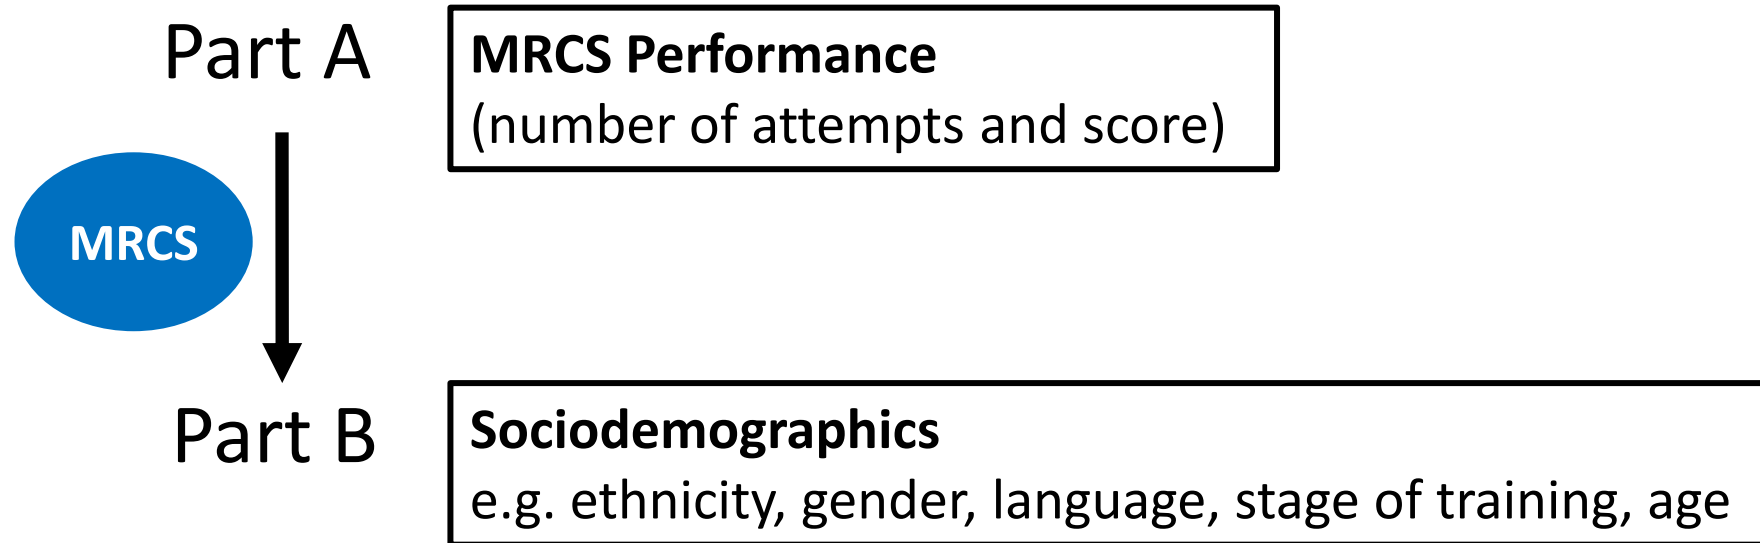 Part A
MRCS Performance
(number of attempts and score)
MRCS
Part B
Sociodemographics
e.g. ethnicity, gender, language, stage of training, age